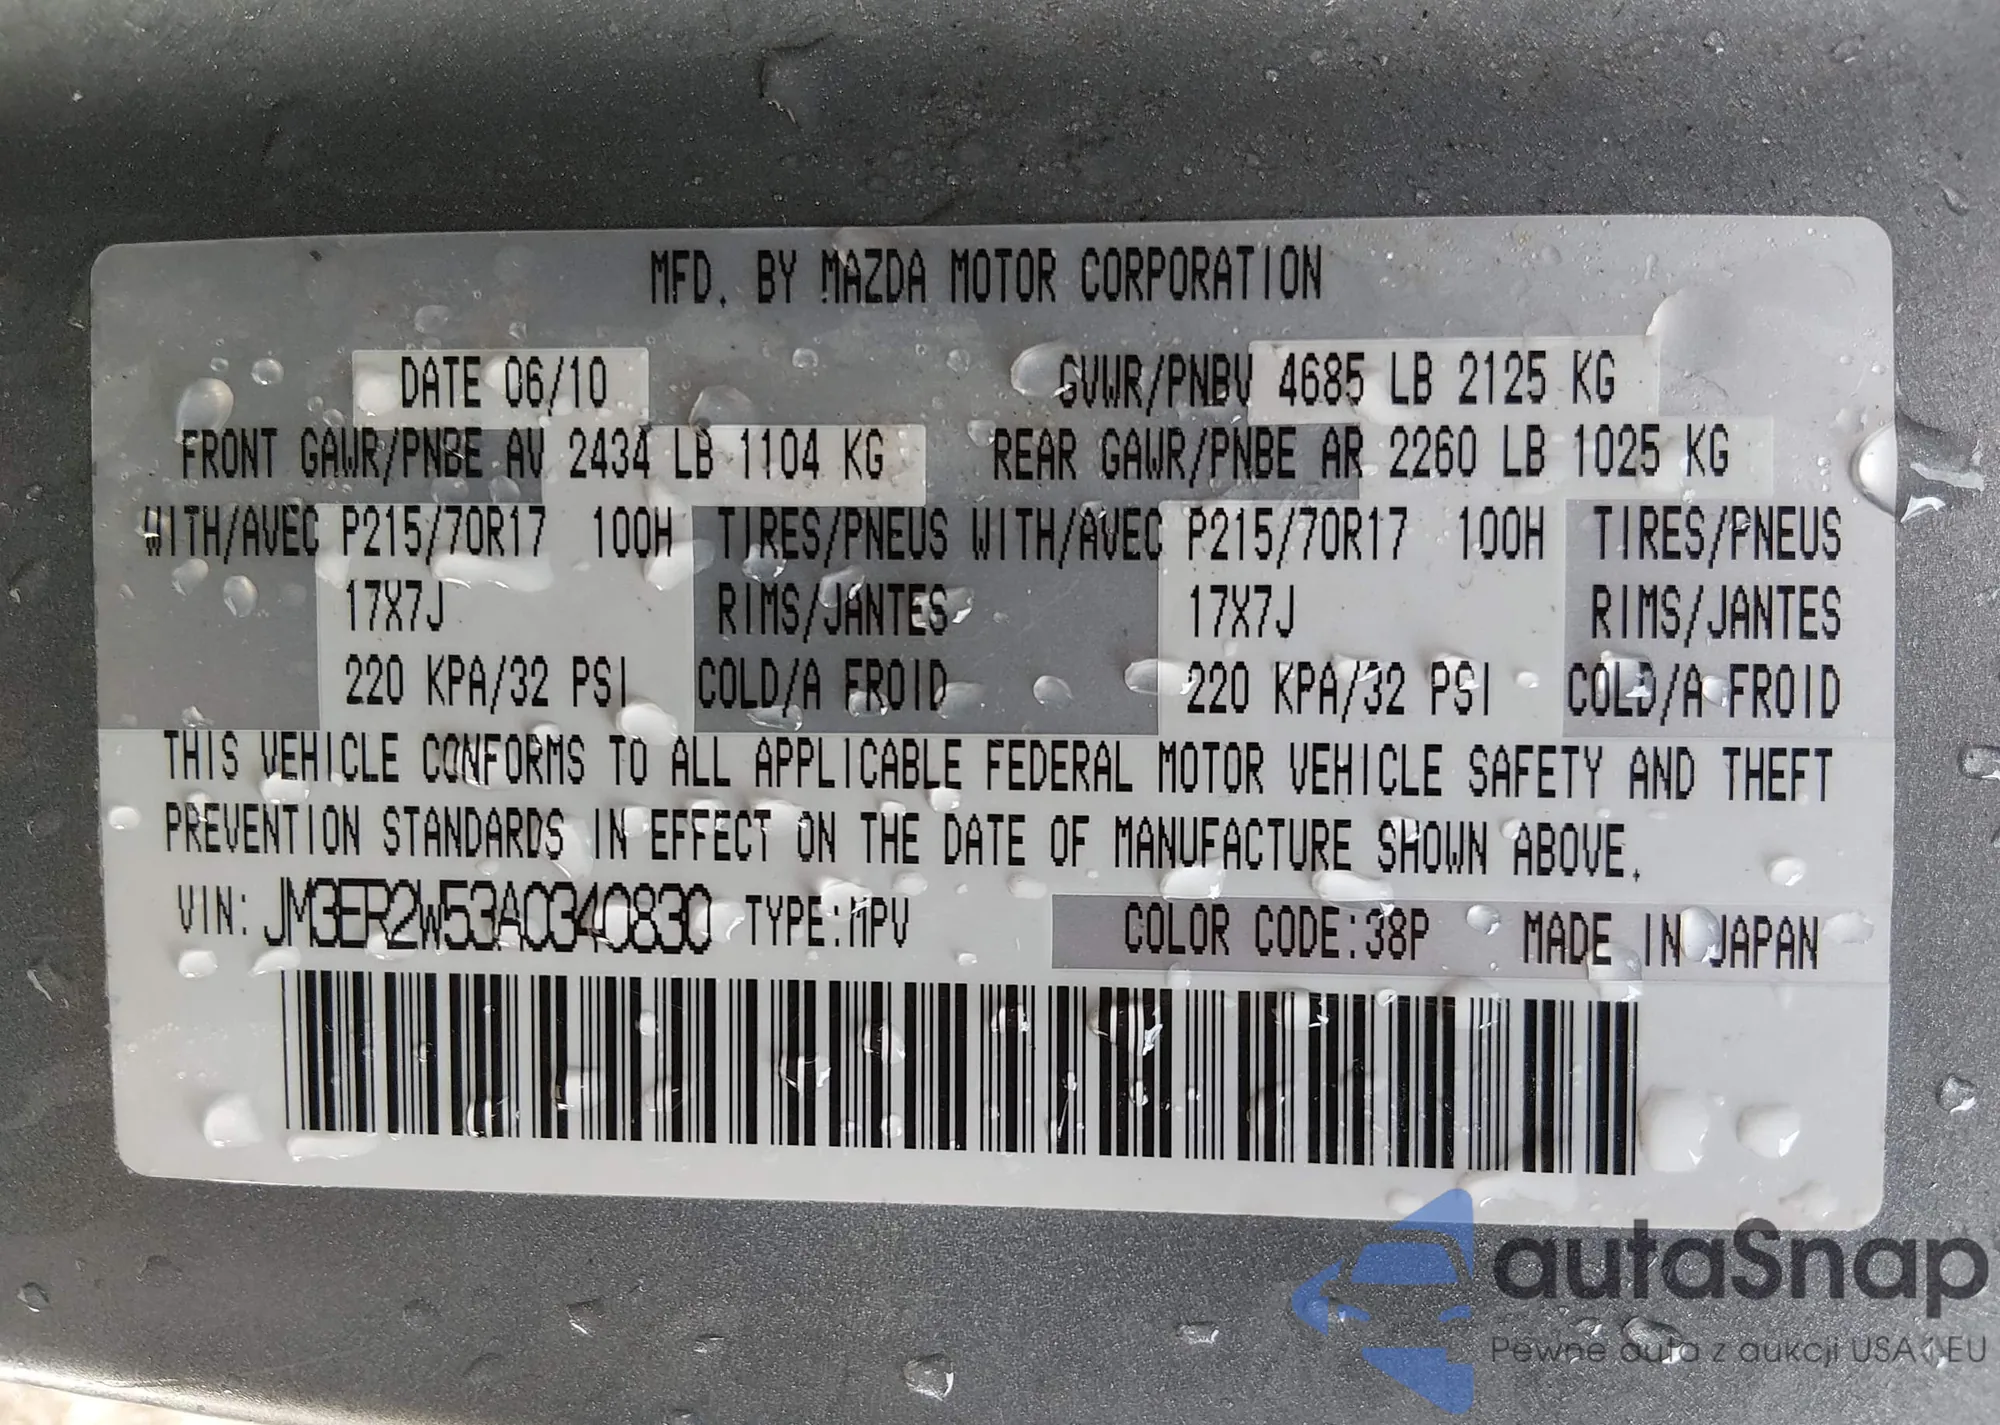 MFD. BY MAZDA MOTOR CORPORATION
DATE 06/10 GVWR/PNBV 4685 LB 2125 KG
FRONT GAWR/PNBE AV 2434 LB 1104 KG REAR GAWR/PNBE AR 2260 LB 1025 KG
WITH/AVEC P215/70R17 100H TIRES/PNEUS WITH/AVEC P215/70R17 100H TIRES/PNEUS
17X7J RIMS/JANTES 17X7J RIMS/JANTES
220 KPA/32 PSI COLD/A FROID 220 KPA/32 PSI COLD/A FROID
THIS VEHICLE CONFORMS TO ALL APPLICABLE FEDERAL MOTOR VEHICLE SAFETY AND THEFT
PREVENTION STANDARDS IN EFFECT ON THE DATE OF MANUFACTURE SHOWN ABOVE.
VIN: JM3ER2W53A0340830 TYPE:MPV COLOR CODE:38P MADE IN JAPAN
autaSnap
Pewne auta z aukcji USA i EU